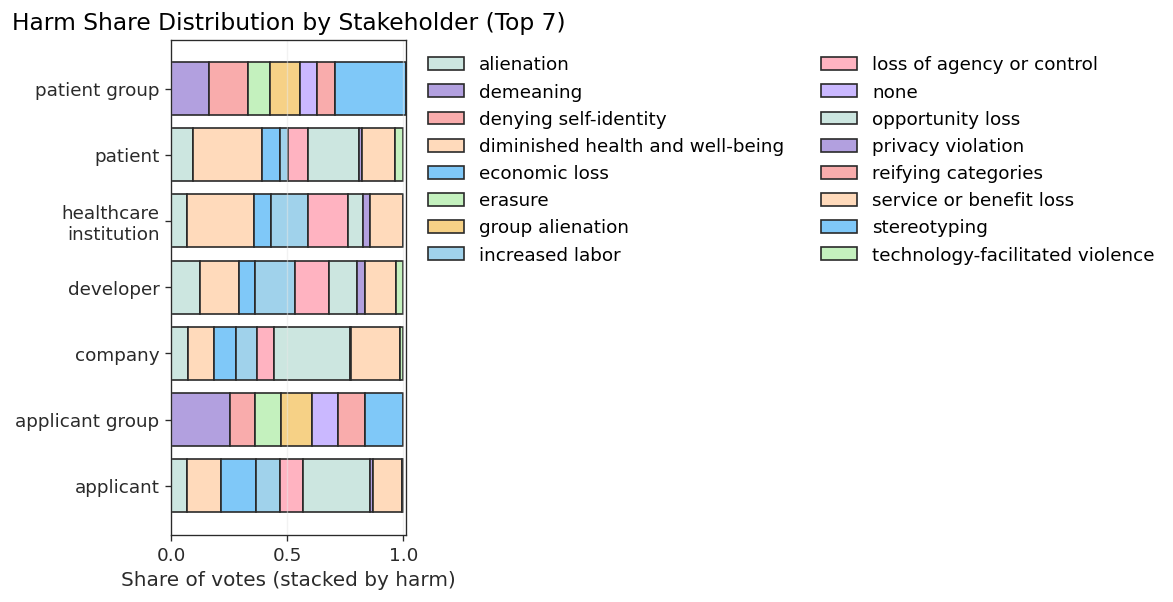 Harm Share Distribution by Stakeholder (Top 7)
patient group
patient
healthcare
institution
developer
company
applicant group
applicant
0.0
0.5
1.0
Share of votes (stacked by harm)
alienation
demeaning
denying self-identity
diminished health and well-being
economic loss
erasure
group alienation
increased labor
loss of agency or control
none
opportunity loss
privacy violation
reifying categories
service or benefit loss
stereotyping
technology-facilitated violence